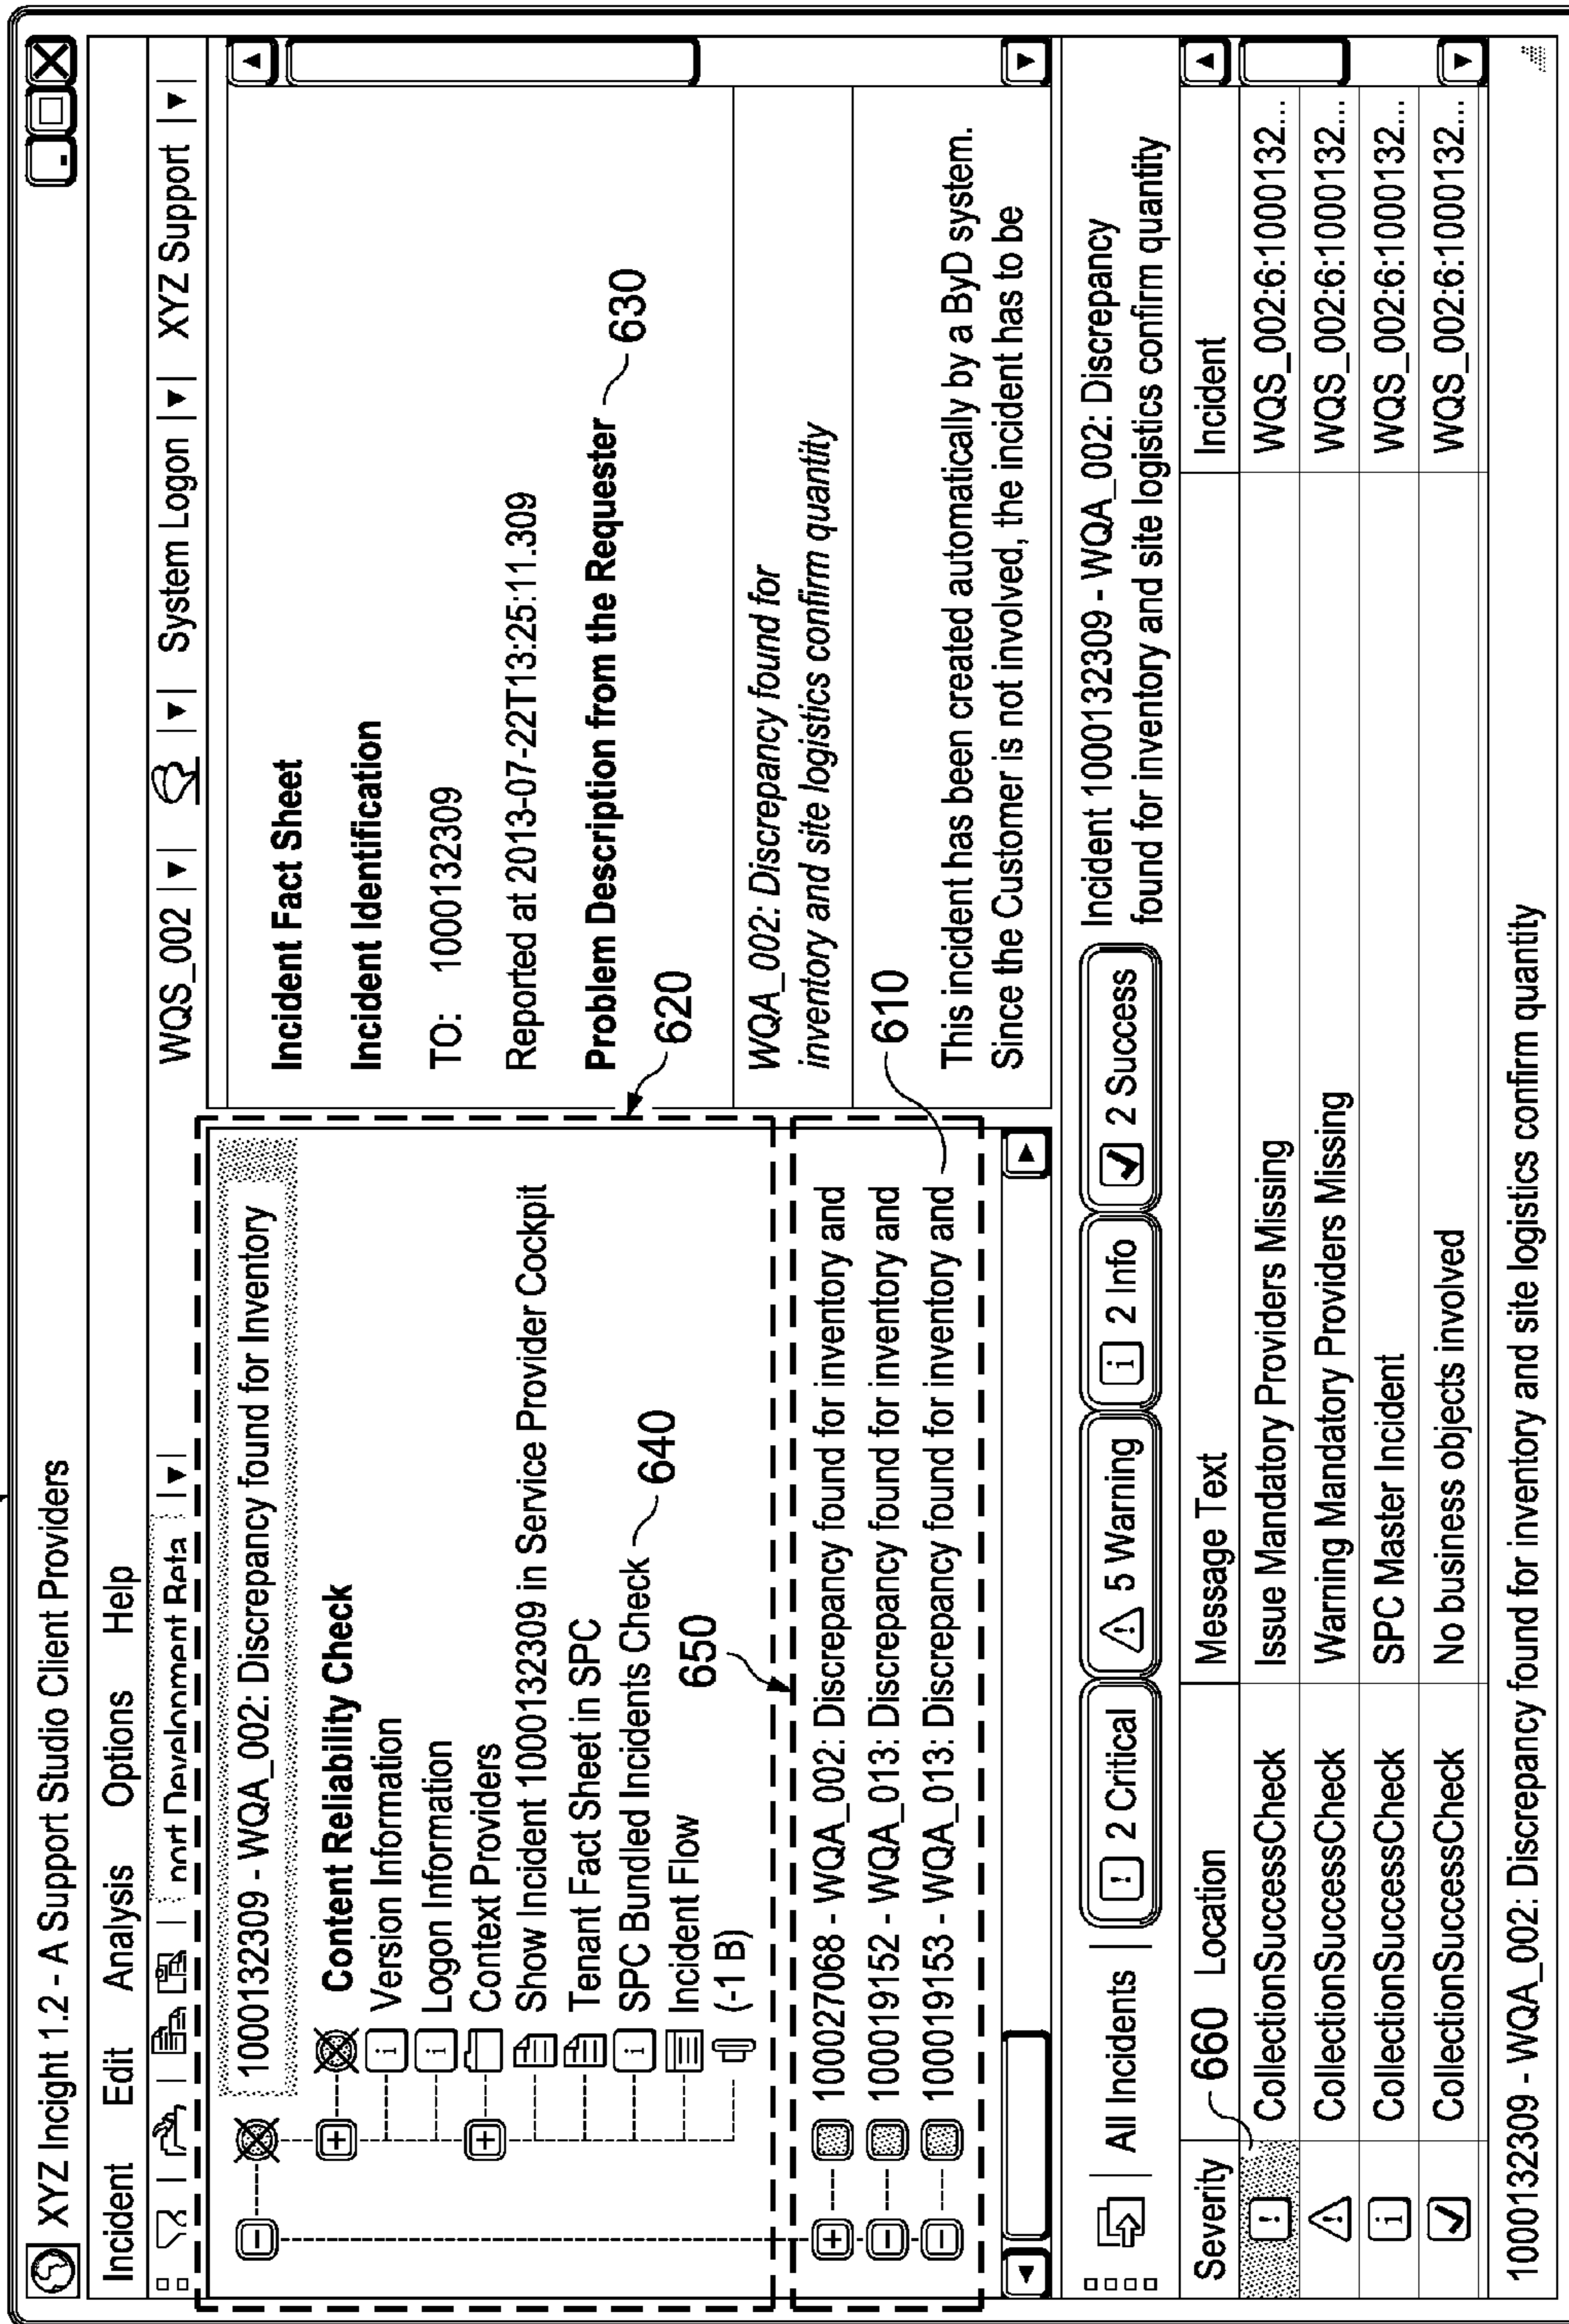 XYZ Incight 1.2 - A Support Studio Client Providers
Incident Edit Analysis Options Help
WQS_002 System Logon XYZ Support
1000132309 - WQA_002: Discrepancy found for Inventory
Content Reliability Check
Version Information
Logon Information
Context Providers
Show Incident 1000132309 in Service Provider Cockpit
Tenant Fact Sheet in SPC
SPC Bundled Incidents Check 640
Incident Flow 650
(-1 B)
100027068 - WQA_002: Discrepancy found for inventory and
100019152 - WQA_013: Discrepancy found for inventory and
100019153 - WQA_013: Discrepancy found for inventory and
Incident Fact Sheet
Incident Identification
TO: 1000132309
Reported at 2013-07-22T13:25:11.309
Problem Description from the Requester 630
620
WQA_002: Discrepancy found for
inventory and site logistics confirm quantity
610
This incident has been created automatically by a ByD system.
Since the Customer is not involved, the incident has to be
All Incidents ! 2 Critical ! 5 Warning i 2 Info 2 Success
Incident 1000132309 - WQA_002: Discrepancy
found for inventory and site logistics confirm quantity
Severity 660 Location Message Text Incident
! CollectionSuccessCheck Issue Mandatory Providers Missing WQS_002:6:1000132...
! CollectionSuccessCheck Warning Mandatory Providers Missing WQS_002:6:1000132...
i CollectionSuccessCheck SPC Master Incident WQS_002:6:1000132...
CollectionSuccessCheck No business objects involved WQS_002:6:1000132...
1000132309 - WQA_002: Discrepancy found for inventory and site logistics confirm quantity